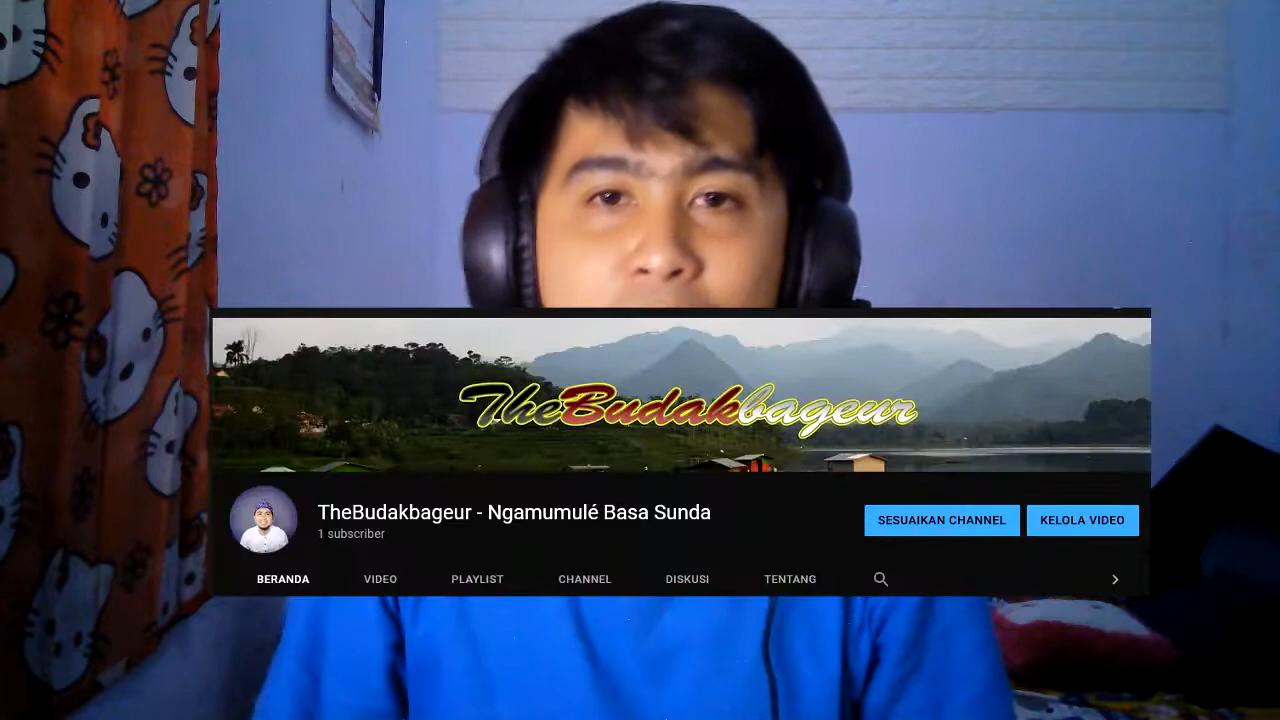 TheBudakbageur
TheBudakbageur - Ngamumulé Basa Sunda
1 subscriber
SESUAIKAN CHANNEL
KELOLA VIDEO
BERANDA
VIDEO
PLAYLIST
CHANNEL
DISKUSI
TENTANG